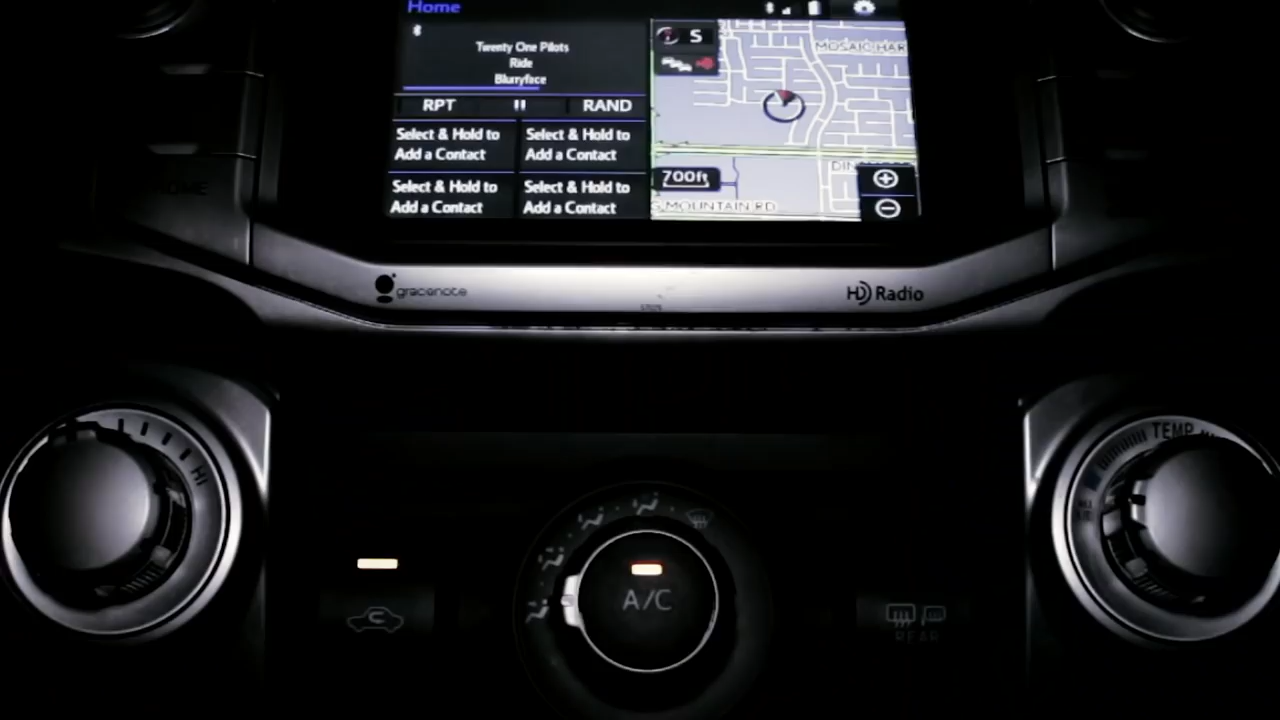 Home
Twenty One Pilots
Ride
Blurryface
RPT
RAND
Select & Hold to
Add a Contact
Select & Hold to
Add a Contact
Select & Hold to
Add a Contact
Select & Hold to
Add a Contact
S
MOSAIC HAR
DIN
700ft
S MOUNTAIN RD
HOME
gracenote
HD Radio
HI
TEMP
A/C
REAR